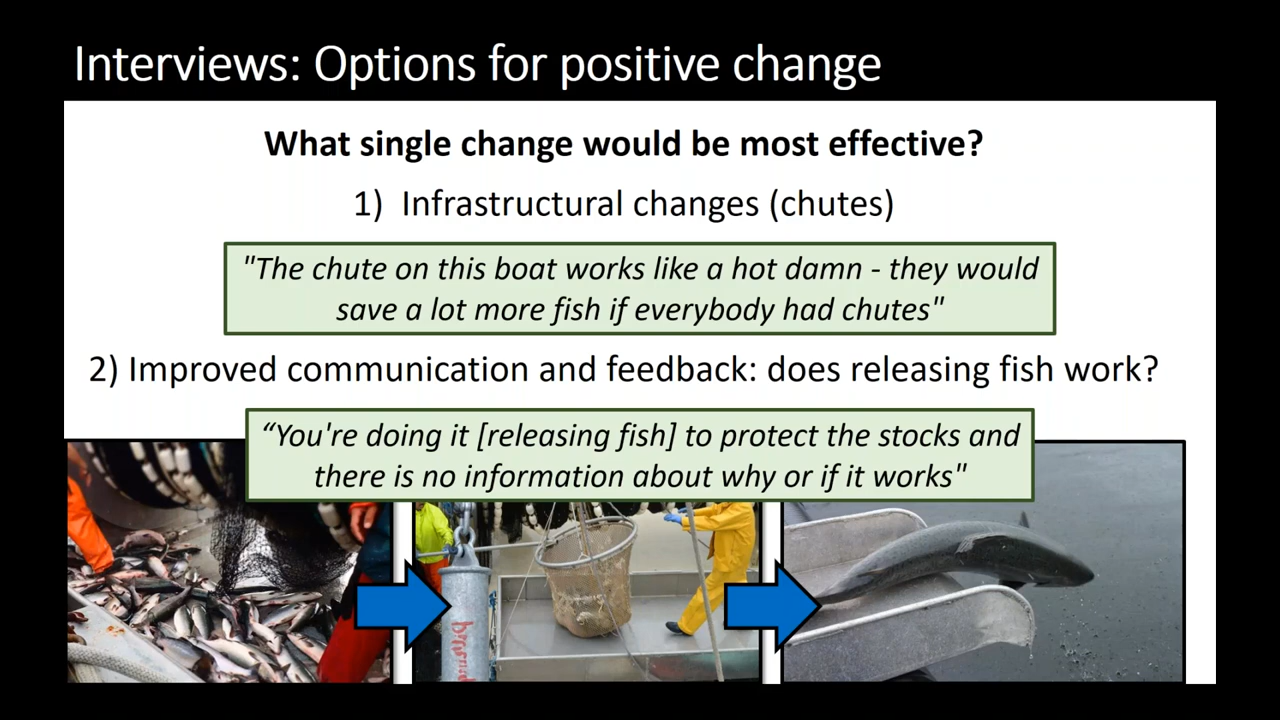 Interviews: Options for positive change
What single change would be most effective?
1) Infrastructural changes (chutes)
"The chute on this boat works like a hot damn - they would
save a lot more fish if everybody had chutes"
2) Improved communication and feedback: does releasing fish work?
“You're doing it [releasing fish] to protect the stocks and
there is no information about why or if it works"